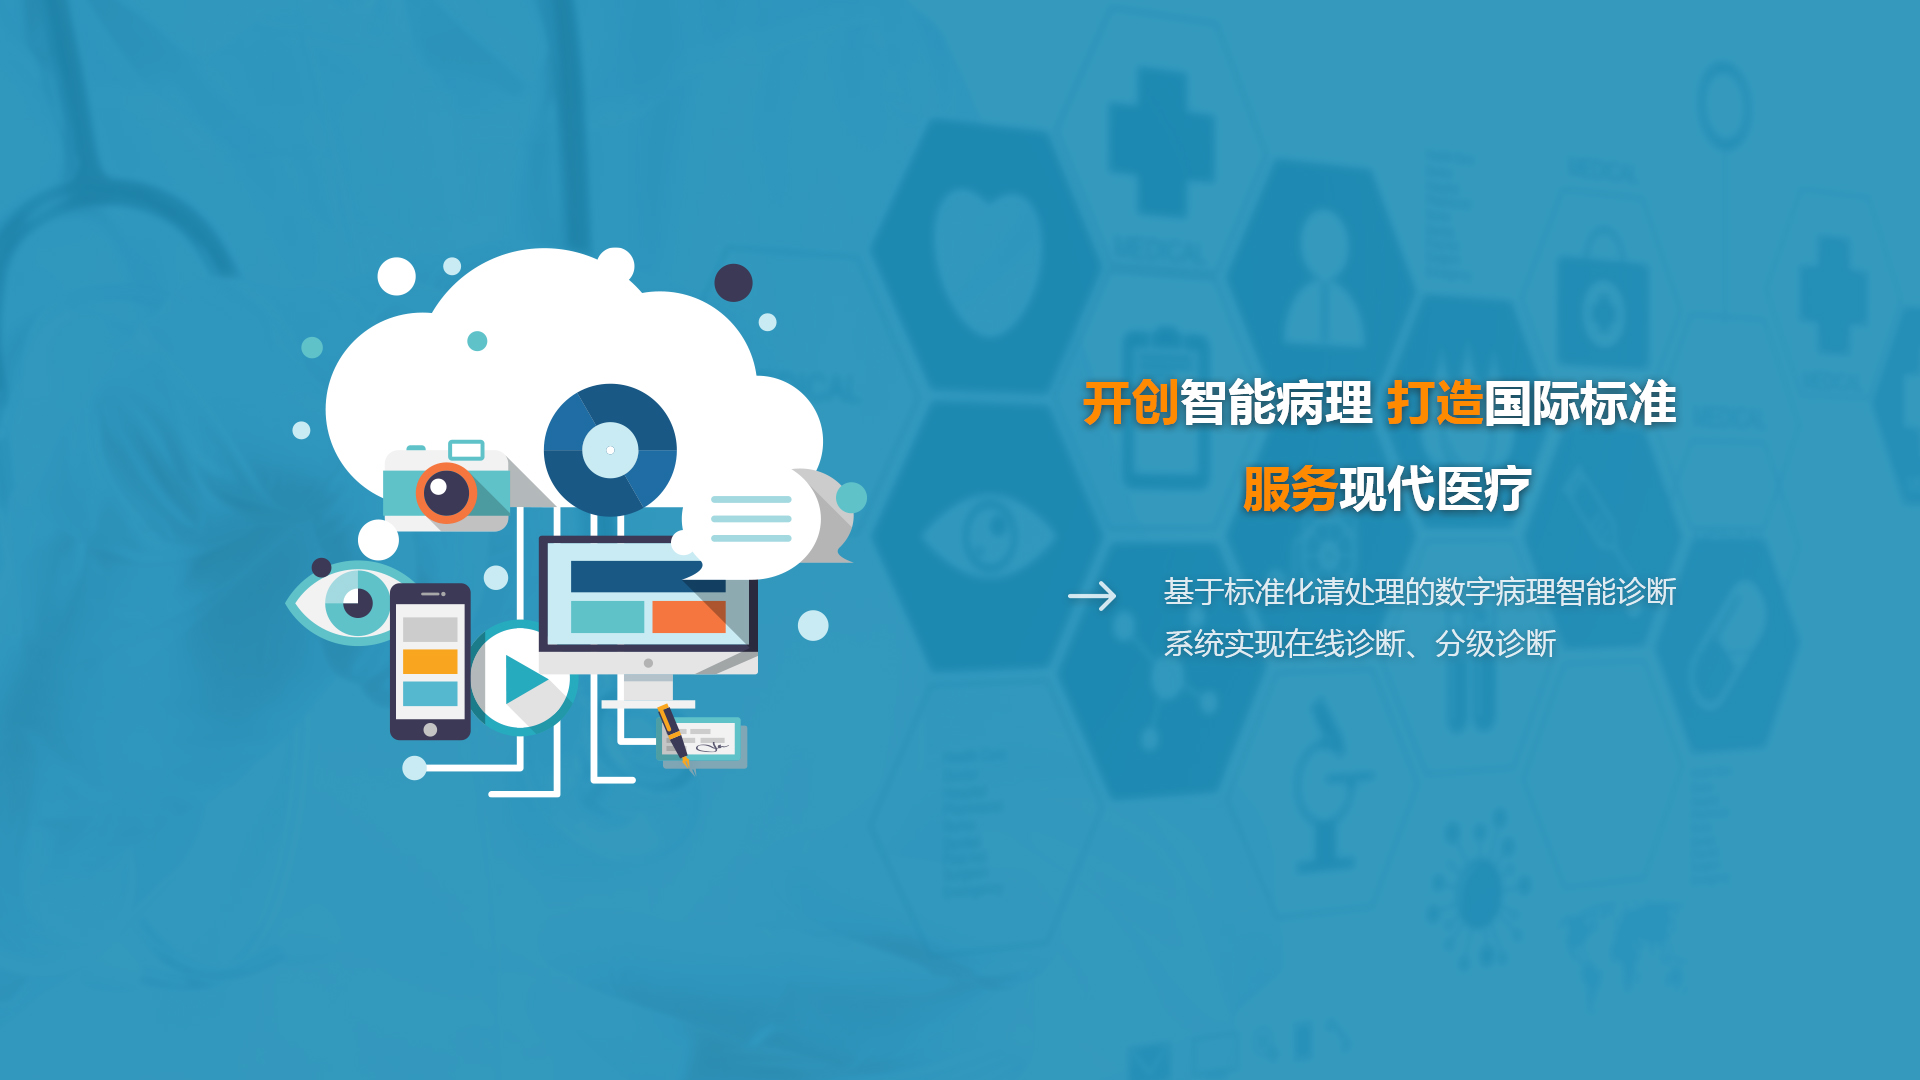 开创智能病理 打造国际标准
服务现代医疗
基于标准化请处理的数字病理智能诊断
系统实现在线诊断、分级诊断
MEDICAL
MEDICAL